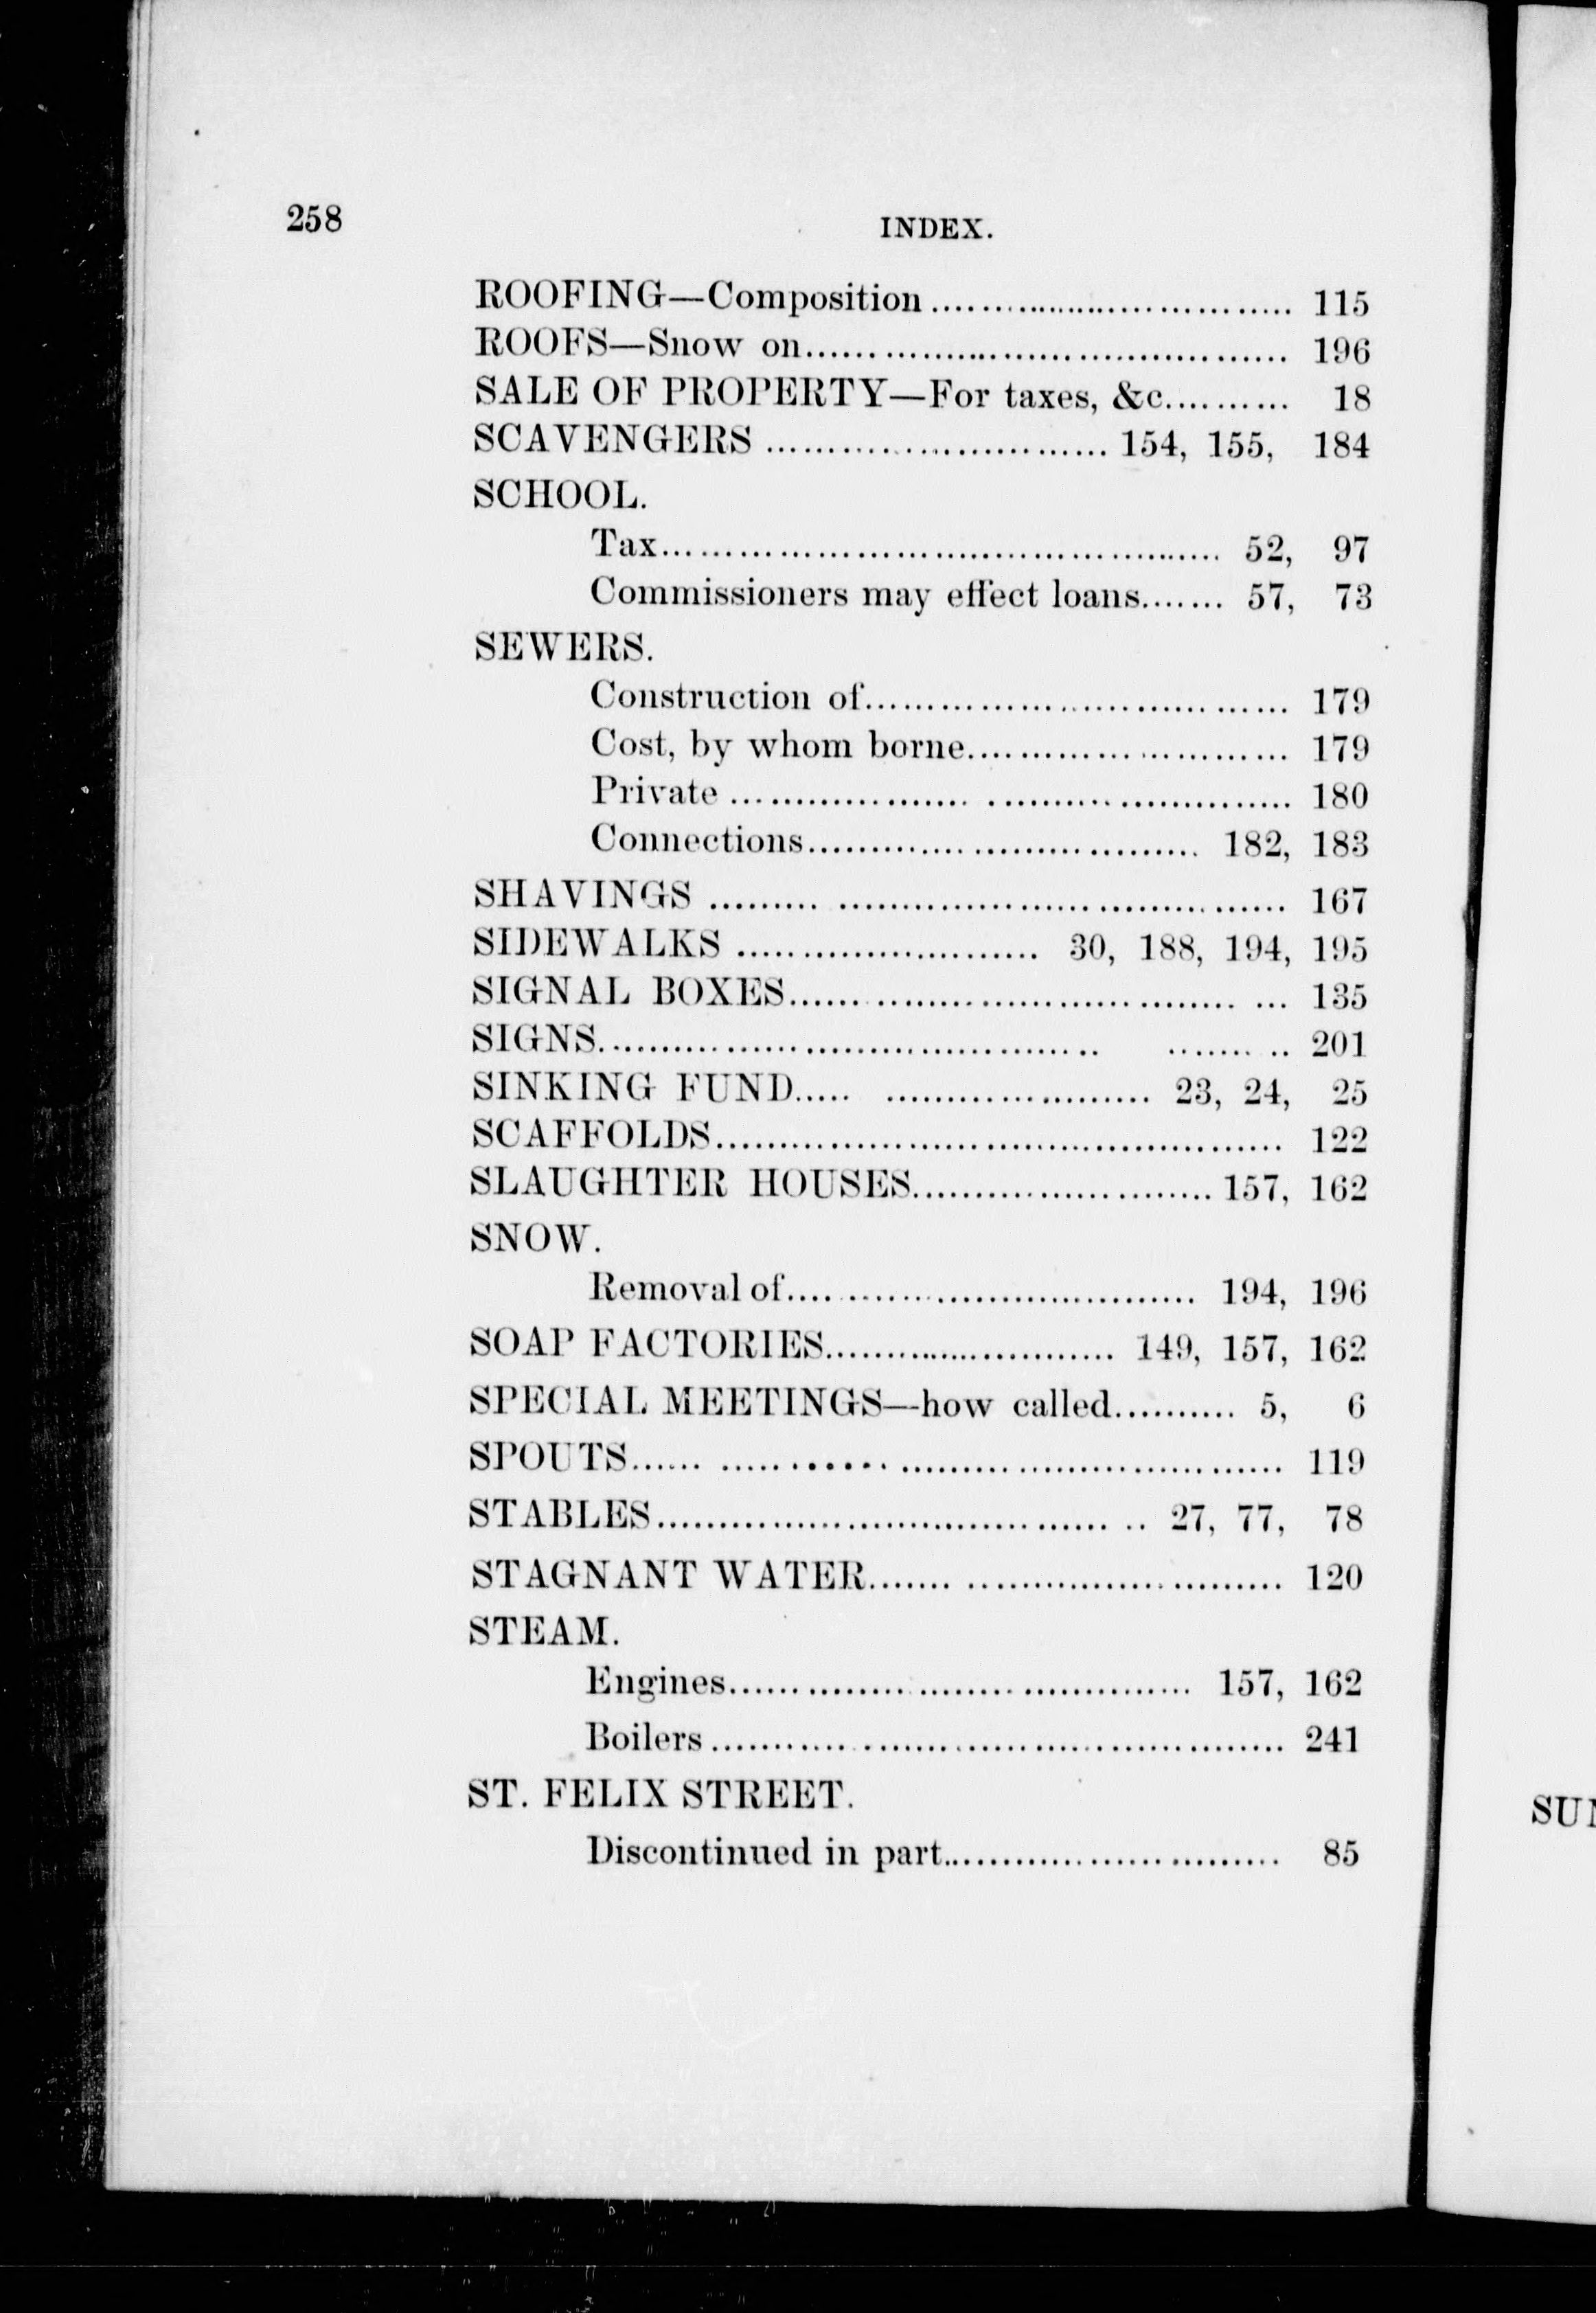 258
INDEX.
ROOFING—Composition.................................... 115
ROOFS—Snow on.......................................... 196
SALE OF PROPERTY—For taxes, &c.......... 18
SCAVENGERS ............................ 154, 155, 184
SCHOOL.
Tax............................................. 52, 97
Commissioners may effect loans....... 57, 73
SEWERS.
Construction of.................................. 179
Cost, by whom borne.......................... 179
Private ............................................. 180
Connections............................... 182, 183
SHAVINGS .............................................. 167
SIDEWALKS ........................ 30, 188, 194, 195
SIGNAL BOXES........................................ 135
SIGNS.................................................. 201
SINKING FUND............................ 23, 24, 25
SCAFFOLDS............................................. 122
SLAUGHTER HOUSES........................ 157, 162
SNOW.
Removal of................................. 194, 196
SOAP FACTORIES....................... 149, 157, 162
SPECIAL MEETINGS—how called.......... 5, 6
SPOUTS.................................................. 119
STABLES....................................... 27, 77, 78
STAGNANT WATER.................................. 120
STEAM.
Engines..................................... 157, 162
Boilers.............................................. 241
ST. FELIX STREET.
Discontinued in part........................... 85